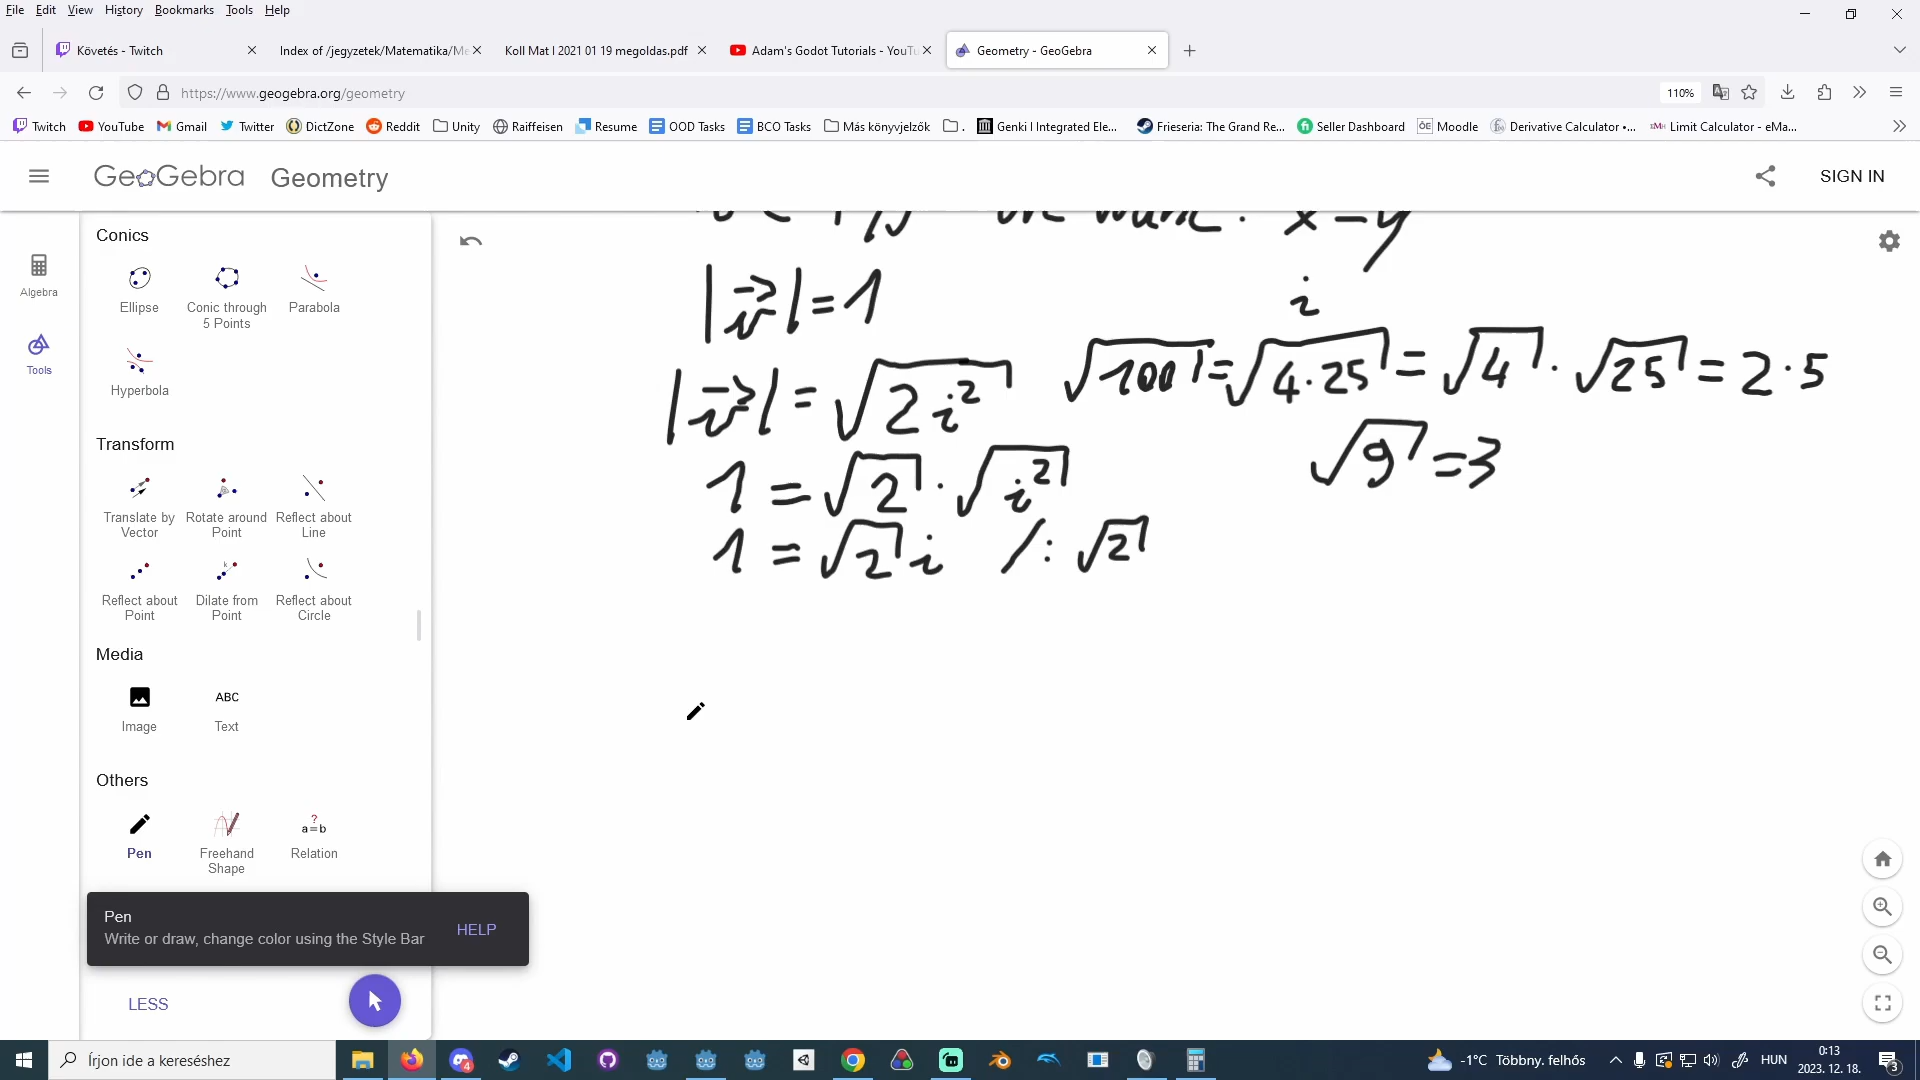 File Edit View History Bookmarks Tools Help
Követés - Twitch
Index of /jegyzetek/Matematika/Me
Koll Mat I 2021 01 19 megoldas.pdf
Adam's Godot Tutorials - YouTu
Geometry - GeoGebra
https://www.geogebra.org/geometry
110%
Twitch YouTube Gmail Twitter DictZone Reddit Unity Raiffeisen Resume OOD Tasks BCO Tasks Más könyvjelzők . Genki I Integrated Ele... Frieseria: The Grand Re... Seller Dashboard Moodle Derivative Calculator •... Limit Calculator - eMa...
GeoGebra Geometry
SIGN IN
Algebra
Tools
Conics
Ellipse
Conic through 5 Points
Parabola
Hyperbola
Transform
Translate by Vector
Rotate around Point
Reflect about Line
Reflect about Point
Dilate from Point
Reflect about Circle
Media
Image
ABC
Text
Others
Pen
Freehand Shape
? a=b
Relation
Pen
Write or draw, change color using the Style Bar
HELP
LESS
x=y
|v⃗|=1
i
|v⃗| = √2i²
√100 = √4·25 = √4 · √25 = 2·5
1 = √2 · √i²
√9 = 3
1 = √2 i /: √2
Írjon ide a kereséshez
4
-1°C Többny. felhős
HUN
0:13
2023. 12. 18.
3